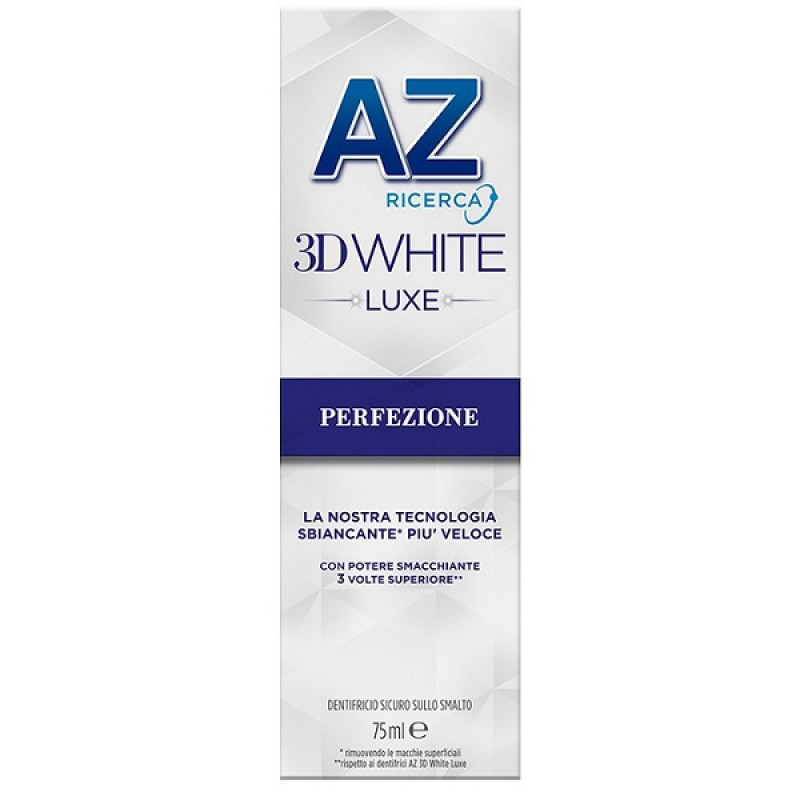 AZ
RICERCA
3D WHITE
LUXE
PERFEZIONE
LA NOSTRA TECNOLOGIA
SBIANCANTE* PIU' VELOCE
CON POTERE SMACCHIANTE
3 VOLTE SUPERIORE**
DENTIFRICIO SICURO SULLO SMALTO
75ml ℮
* rimuovendo le macchie superficiali
**rispetto ai dentifrici AZ 3D White Luxe